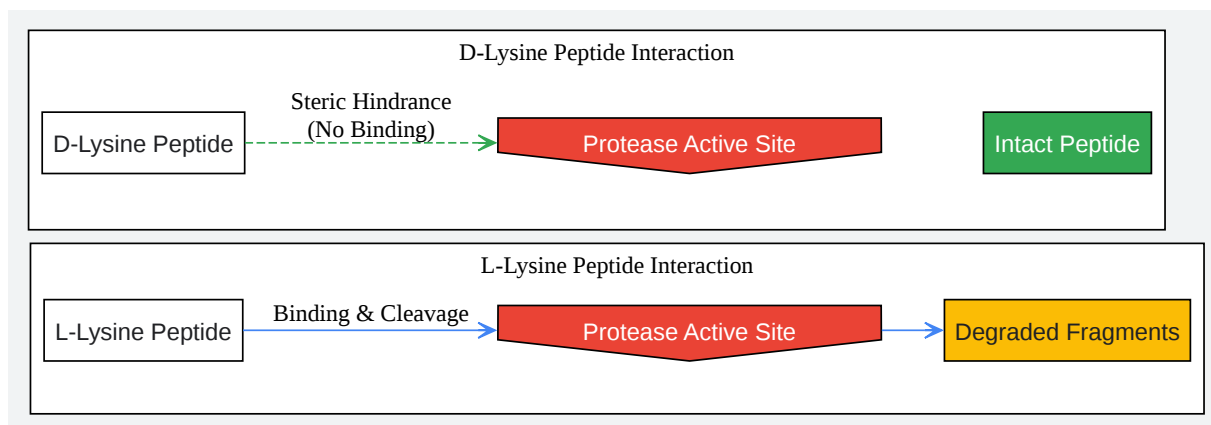 D-Lysine Peptide Interaction
Steric Hindrance
(No Binding)
D-Lysine Peptide
Protease Active Site
Intact Peptide
L-Lysine Peptide Interaction
Binding & Cleavage
L-Lysine Peptide
Protease Active Site
Degraded Fragments